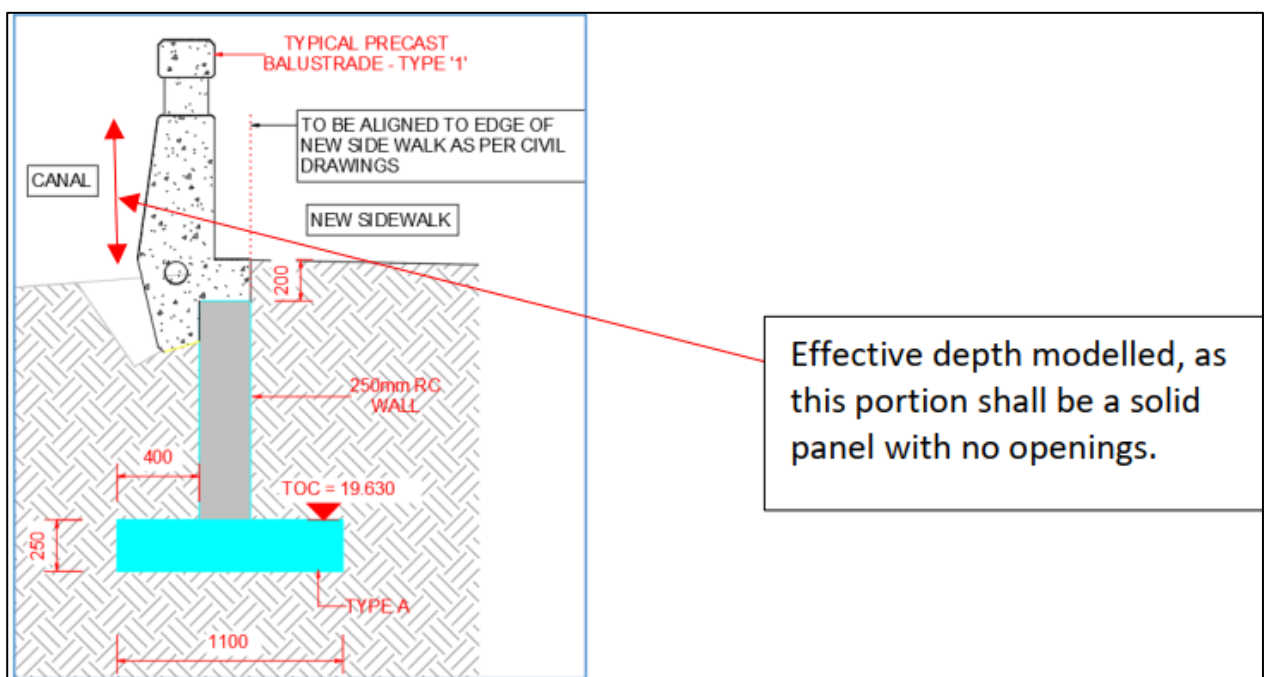 TYPICAL PRECAST
BALUSTRADE - TYPE '1'
TO BE ALIGNED TO EDGE OF
NEW SIDE WALK AS PER CIVIL
DRAWINGS
CANAL
NEW SIDEWALK
200
Effective depth modelled, as
this portion shall be a solid
panel with no openings.
250mm RC
WALL
400
TOC = 19.630
250
TYPE A
1100